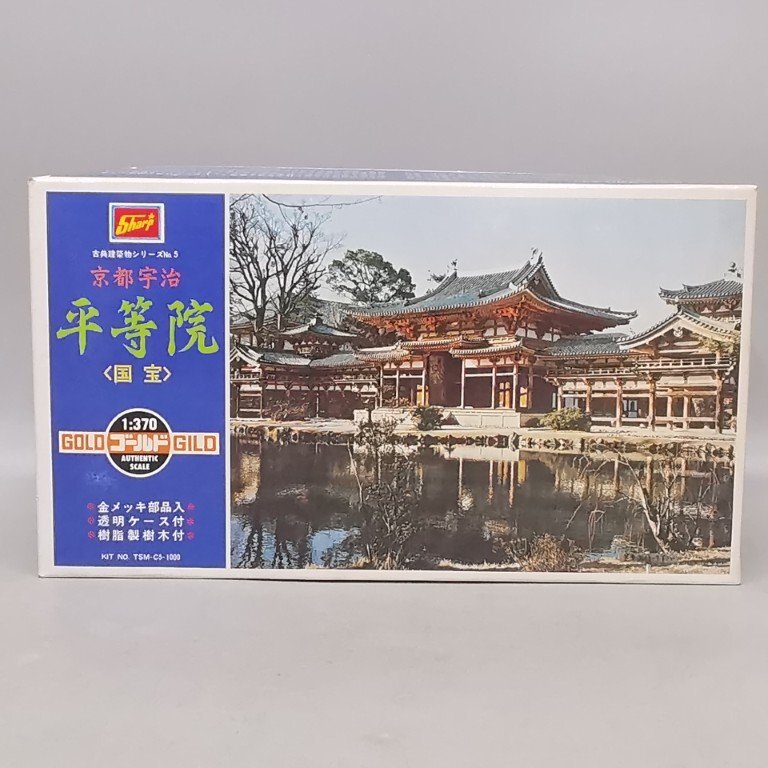 Sharp
古典建築物シリーズNo.5
京都宇治
平等院
〈国宝〉
1:370
GOLD ゴールド GILD
AUTHENTIC
SCALE
※金メッキ部品入※
※透明ケース付※
※樹脂製樹木付※
KIT NO. TSM-C5-1000